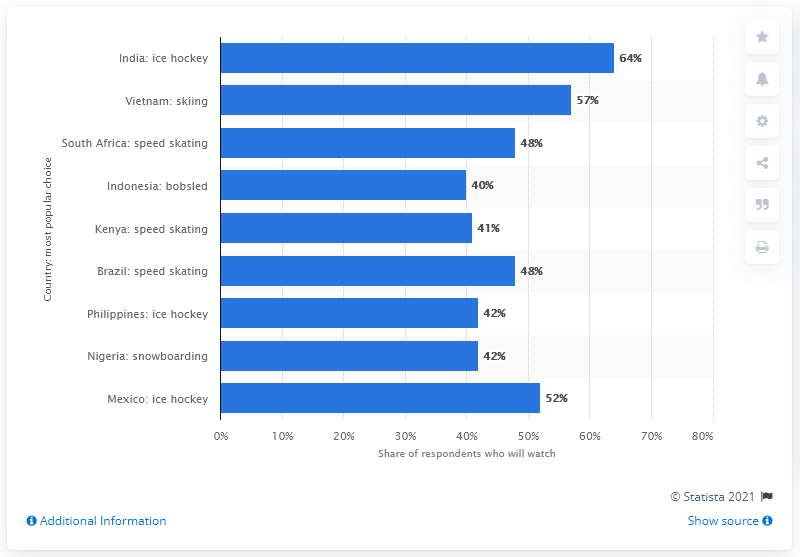 Country: most popular choice
India: ice hockey 64%
Vietnam: skiing 57%
South Africa: speed skating 48%
Indonesia: bobsled 40%
Kenya: speed skating 41%
Brazil: speed skating 48%
Philippines: ice hockey 42%
Nigeria: snowboarding 42%
Mexico: ice hockey 52%
0% 10% 20% 30% 40% 50% 60% 70% 80%
Share of respondents who will watch
© Statista 2021
Additional Information
Show source